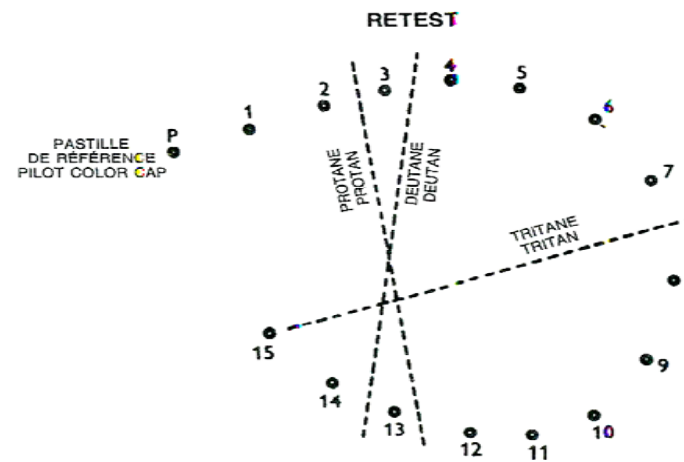 RETEST
PASTILLE
DE RÉFÉRENCE
PILOT COLOR CAP
P
1
2
3
4
5
6
7
PROTANE
PROTAN
DEUTANE
DEUTAN
TRITANE
TRITAN
15
14
13
12
11
10
9